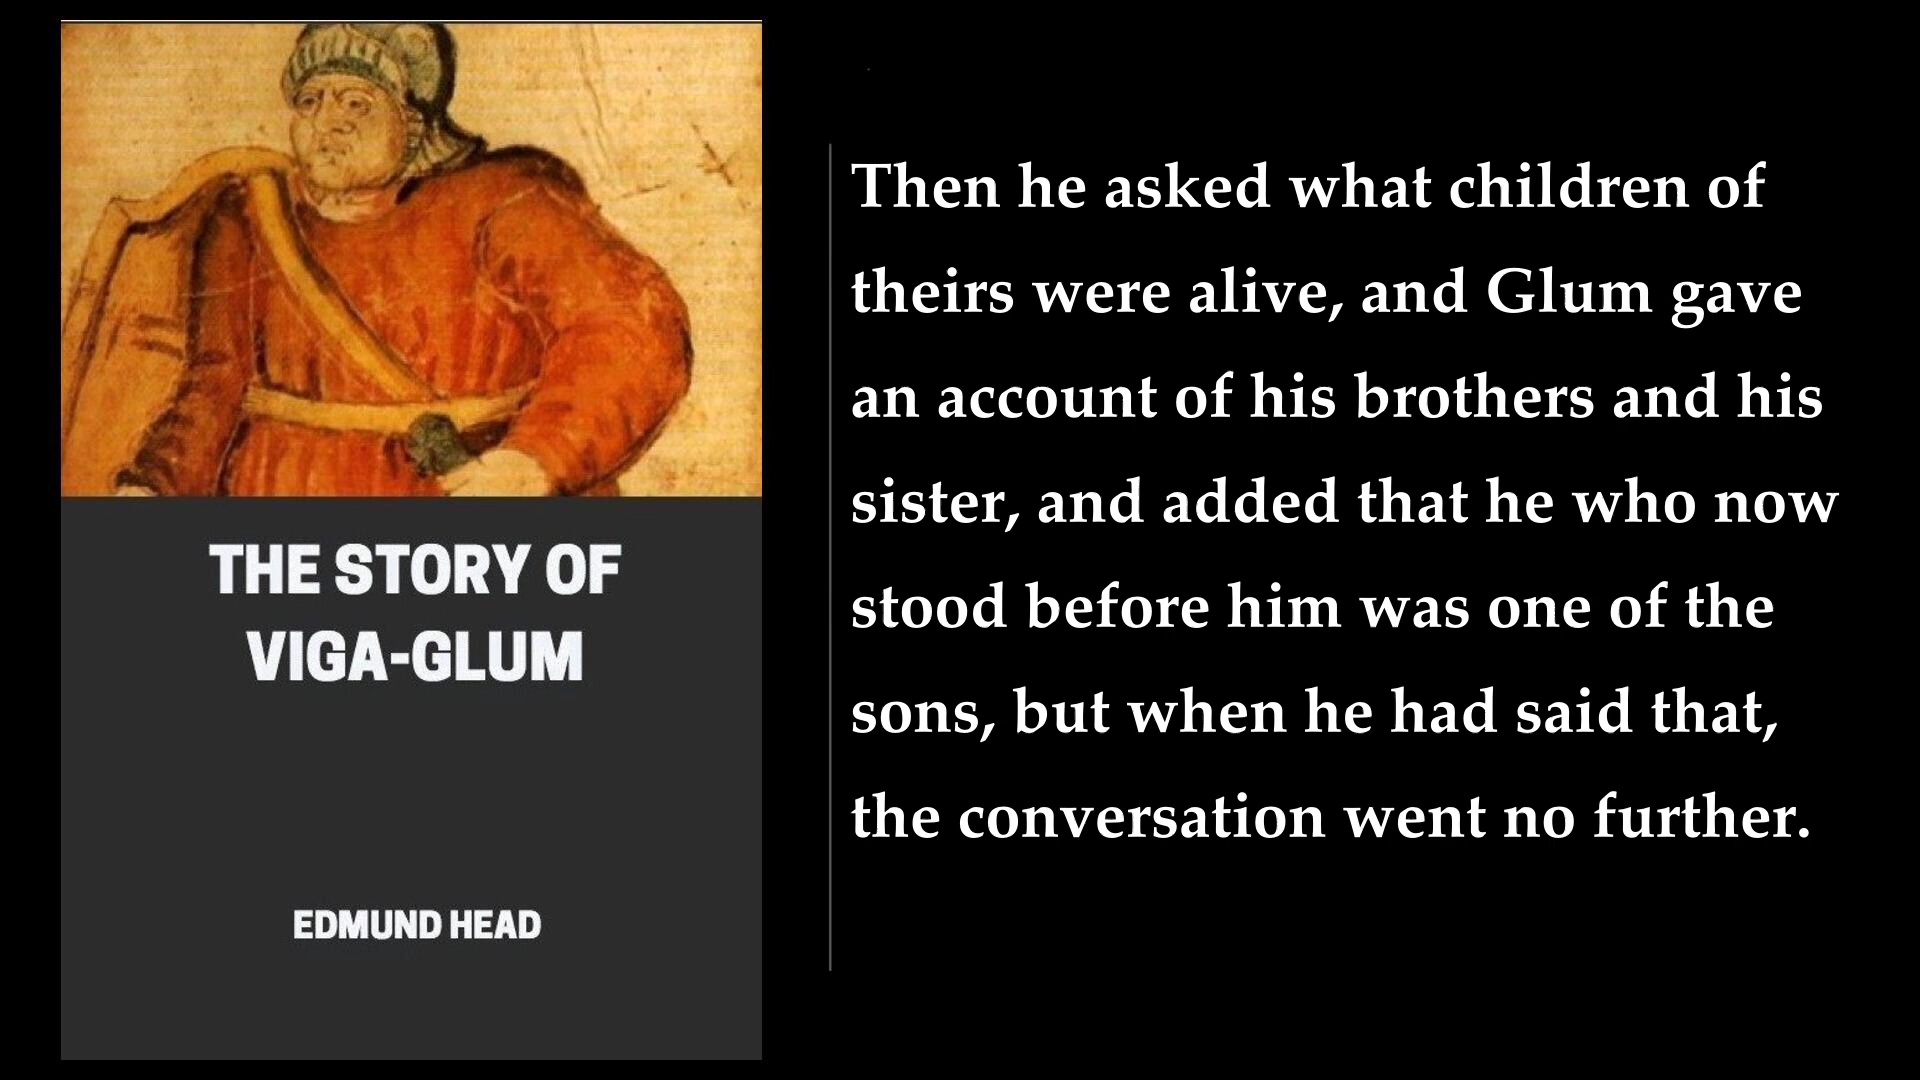 THE STORY OF
VIGA-GLUM
EDMUND HEAD
Then he asked what children of
theirs were alive, and Glum gave
an account of his brothers and his
sister, and added that he who now
stood before him was one of the
sons, but when he had said that,
the conversation went no further.